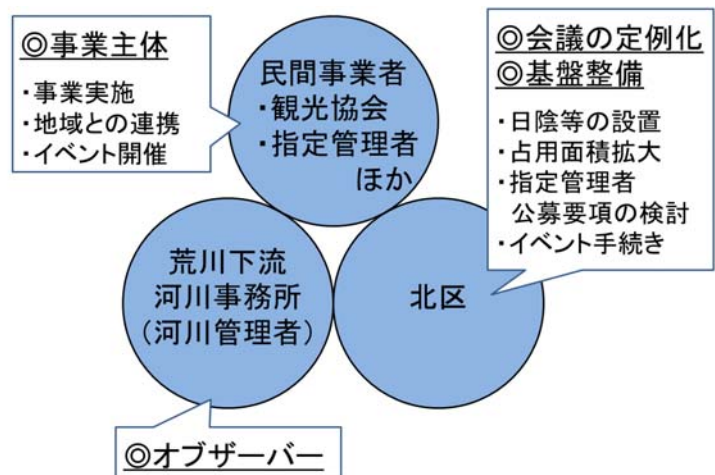 ◎事業主体
・事業実施
・地域との連携
・イベント開催
民間事業者
・観光協会
・指定管理者
ほか
◎会議の定例化
◎基盤整備
・日陰等の設置
・占用面積拡大
・指定管理者
公募要項の検討
・イベント手続き
荒川下流
河川事務所
(河川管理者)
北区
◎オブザーバー